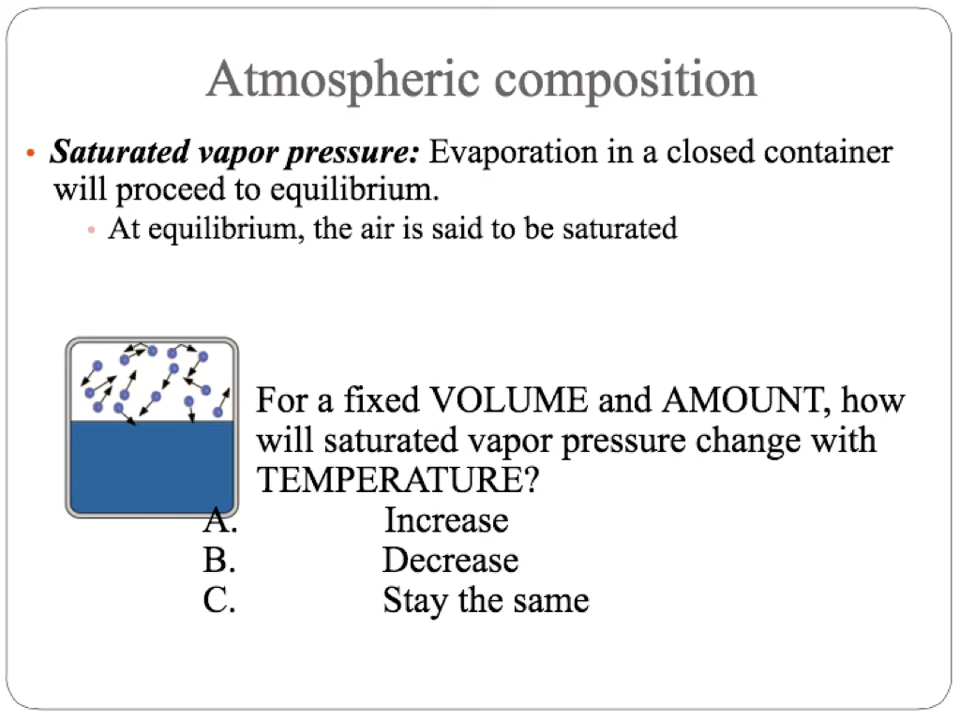 Atmospheric composition
• Saturated vapor pressure: Evaporation in a closed container
will proceed to equilibrium.
• At equilibrium, the air is said to be saturated
For a fixed VOLUME and AMOUNT, how
will saturated vapor pressure change with
TEMPERATURE?
A. Increase
B. Decrease
C. Stay the same